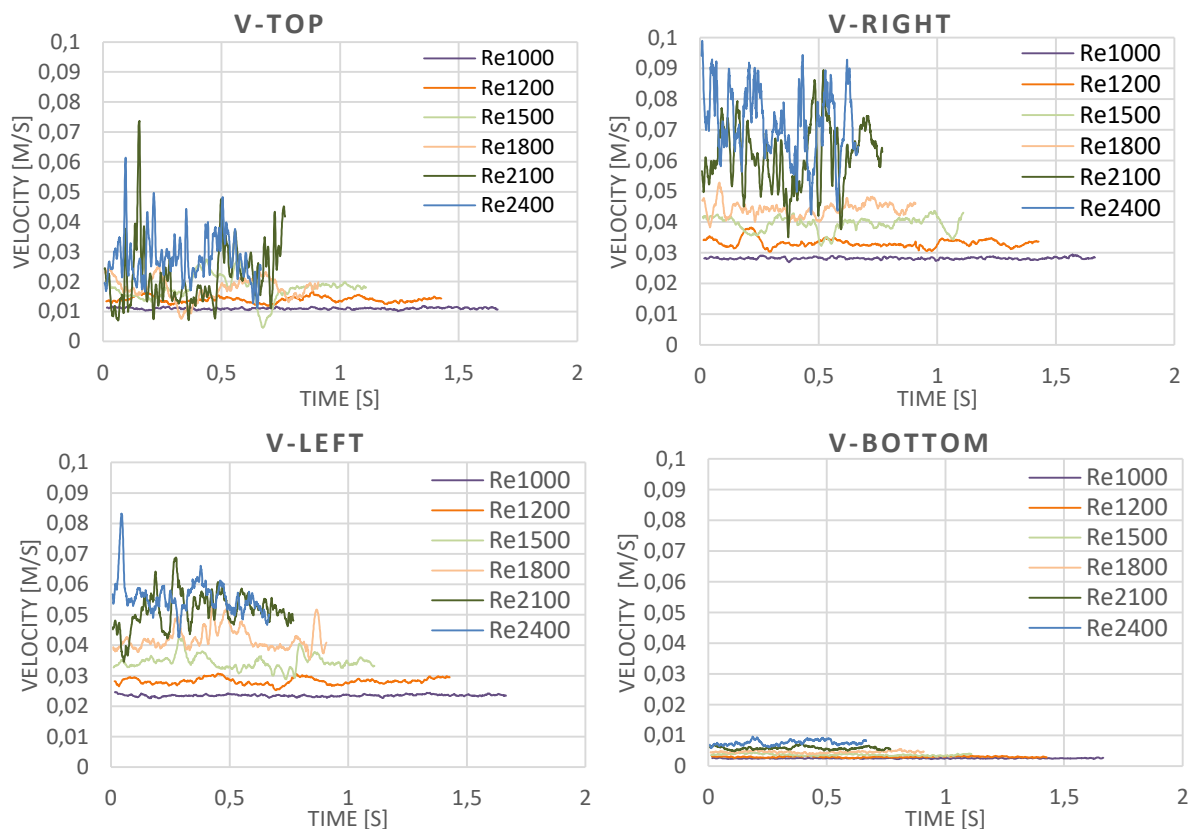 V-TOP
VELOCITY [M/S]
0,1
0,09
0,08
0,07
0,06
0,05
0,04
0,03
0,02
0,01
0
0
0,5
1
1,5
2
TIME [S]
Re1000
Re1200
Re1500
Re1800
Re2100
Re2400
V-RIGHT
VELOCITY [M/S]
0,1
0,09
0,08
0,07
0,06
0,05
0,04
0,03
0,02
0,01
0
0
0,5
1
1,5
2
TIME [S]
Re1000
Re1200
Re1500
Re1800
Re2100
Re2400
V-LEFT
VELOCITY [M/S]
0,1
0,09
0,08
0,07
0,06
0,05
0,04
0,03
0,02
0,01
0
0
0,5
1
1,5
2
TIME [S]
Re1000
Re1200
Re1500
Re1800
Re2100
Re2400
V-BOTTOM
VELOCITY [M/S]
0,1
0,09
0,08
0,07
0,06
0,05
0,04
0,03
0,02
0,01
0
0
0,5
1
1,5
2
TIME [S]
Re1000
Re1200
Re1500
Re1800
Re2100
Re2400